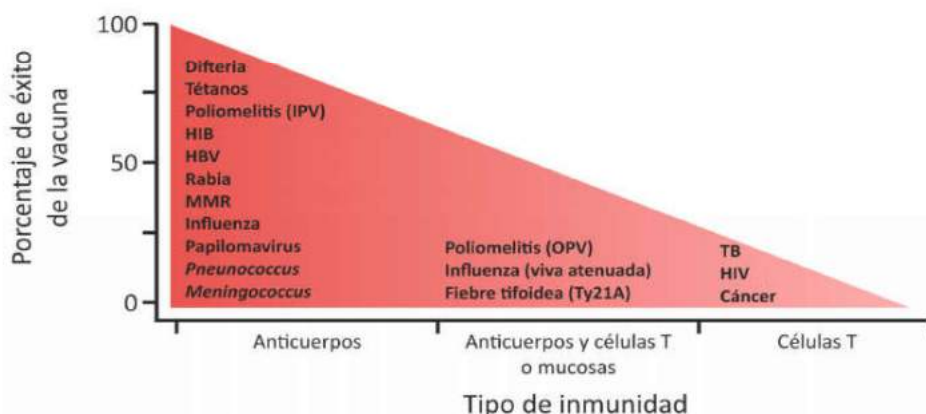 Porcentaje de éxito
de la vacuna
100
50
0
Difteria
Tétanos
Poliomelitis (IPV)
HIB
HBV
Rabia
MMR
Influenza
Papilomavirus
Pneunococcus
Meningococcus
Poliomelitis (OPV)
Influenza (viva atenuada)
Fiebre tifoidea (Ty21A)
TB
HIV
Cáncer
Anticuerpos
Anticuerpos y células T
o mucosas
Células T
Tipo de inmunidad